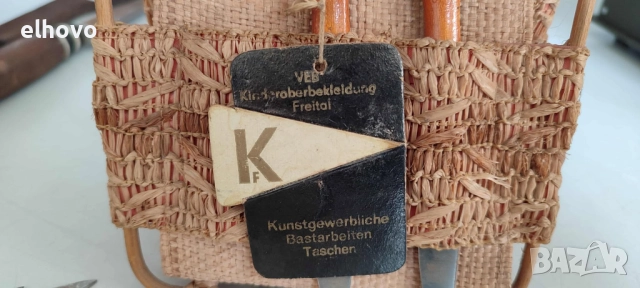 elhovo
VEB
Kinderoberbekleidung
Freital
KF
Kunstgewerbliche
Bastarbeiten
Taschen
BAZAR